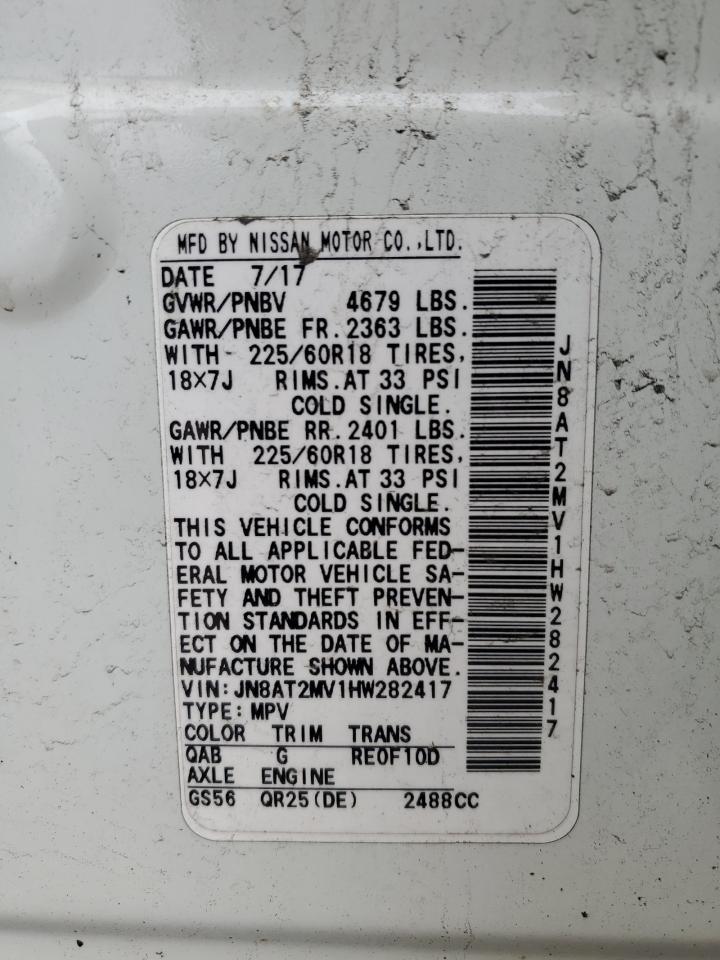 MFD BY NISSAN MOTOR CO.,LTD.
DATE 7/17
GVWR/PNBV 4679 LBS.
GAWR/PNBE FR.2363 LBS.
WITH 225/60R18 TIRES,
18×7J RIMS.AT 33 PSI
COLD SINGLE.
GAWR/PNBE RR.2401 LBS.
WITH 225/60R18 TIRES,
18×7J RIMS.AT 33 PSI
COLD SINGLE.
THIS VEHICLE CONFORMS
TO ALL APPLICABLE FED-
ERAL MOTOR VEHICLE SA-
FETY AND THEFT PREVEN-
TION STANDARDS IN EFF-
ECT ON THE DATE OF MA-
NUFACTURE SHOWN ABOVE.
VIN:JN8AT2MV1HW282417
TYPE:MPV
COLOR TRIM TRANS
QAB G RE0F10D
AXLE ENGINE
GS56 QR25(DE) 2488CC
JN8AT2MV1HW282417